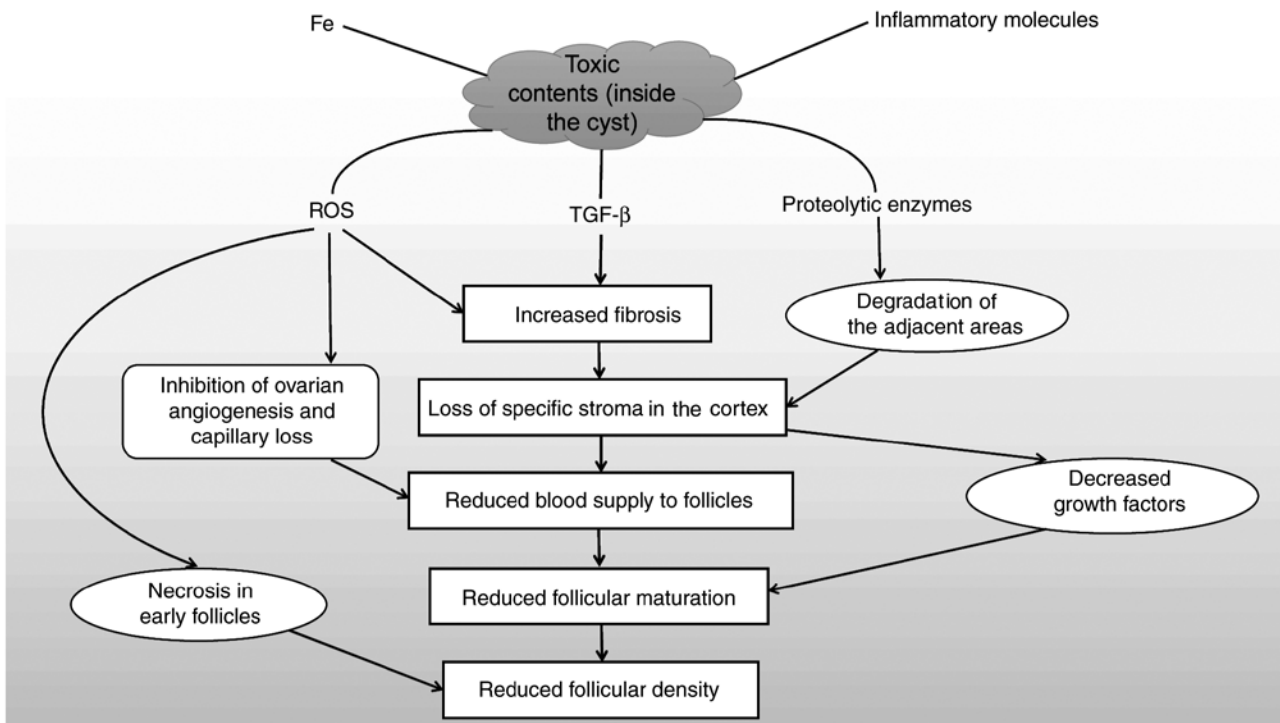 Fe
Inflammatory molecules
Toxic
contents (inside
the cyst)
ROS
TGF-β
Proteolytic enzymes
Increased fibrosis
Degradation of
the adjacent areas
Inhibition of ovarian
angiogenesis and
capillary loss
Loss of specific stroma in the cortex
Reduced blood supply to follicles
Decreased
growth factors
Necrosis in
early follicles
Reduced follicular maturation
Reduced follicular density